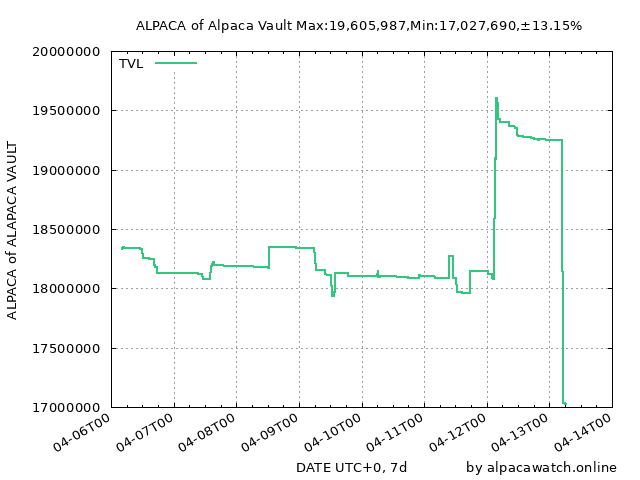 ALPACA of Alpaca Vault Max:19,605,987,Min:17,027,690,±13.15%
TVL
20000000
19500000
19000000
18500000
18000000
17500000
17000000
ALPACA of ALAPACA VAULT
04-06T00
04-07T00
04-08T00
04-09T00
04-10T00
04-11T00
04-12T00
04-13T00
04-14T00
DATE UTC+0, 7d
by alpacawatch.online